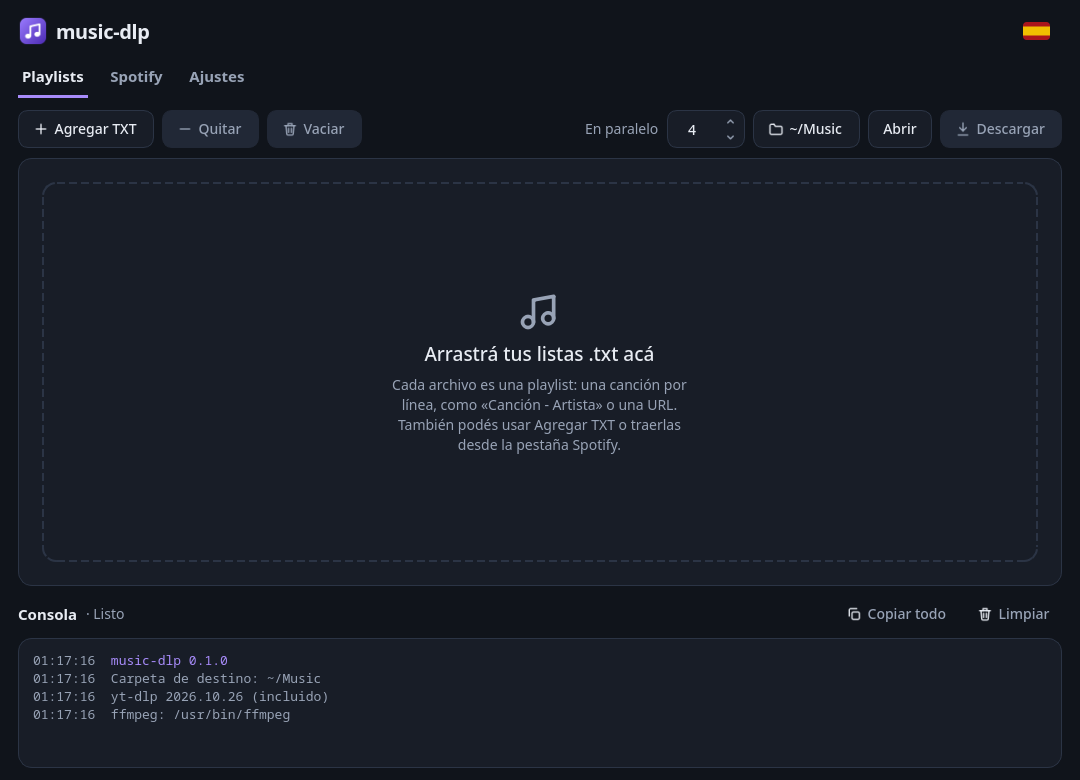 music-dlp
Playlists Spotify Ajustes
Agregar TXT Quitar Vaciar En paralelo 4 ~/Music Abrir Descargar
Arrastrá tus listas .txt acá
Cada archivo es una playlist: una canción por
línea, como «Canción - Artista» o una URL.
También podés usar Agregar TXT o traerlas
desde la pestaña Spotify.
Consola · Listo Copiar todo Limpiar
01:17:16 music-dlp 0.1.0
01:17:16 Carpeta de destino: ~/Music
01:17:16 yt-dlp 2026.10.26 (incluido)
01:17:16 ffmpeg: /usr/bin/ffmpeg